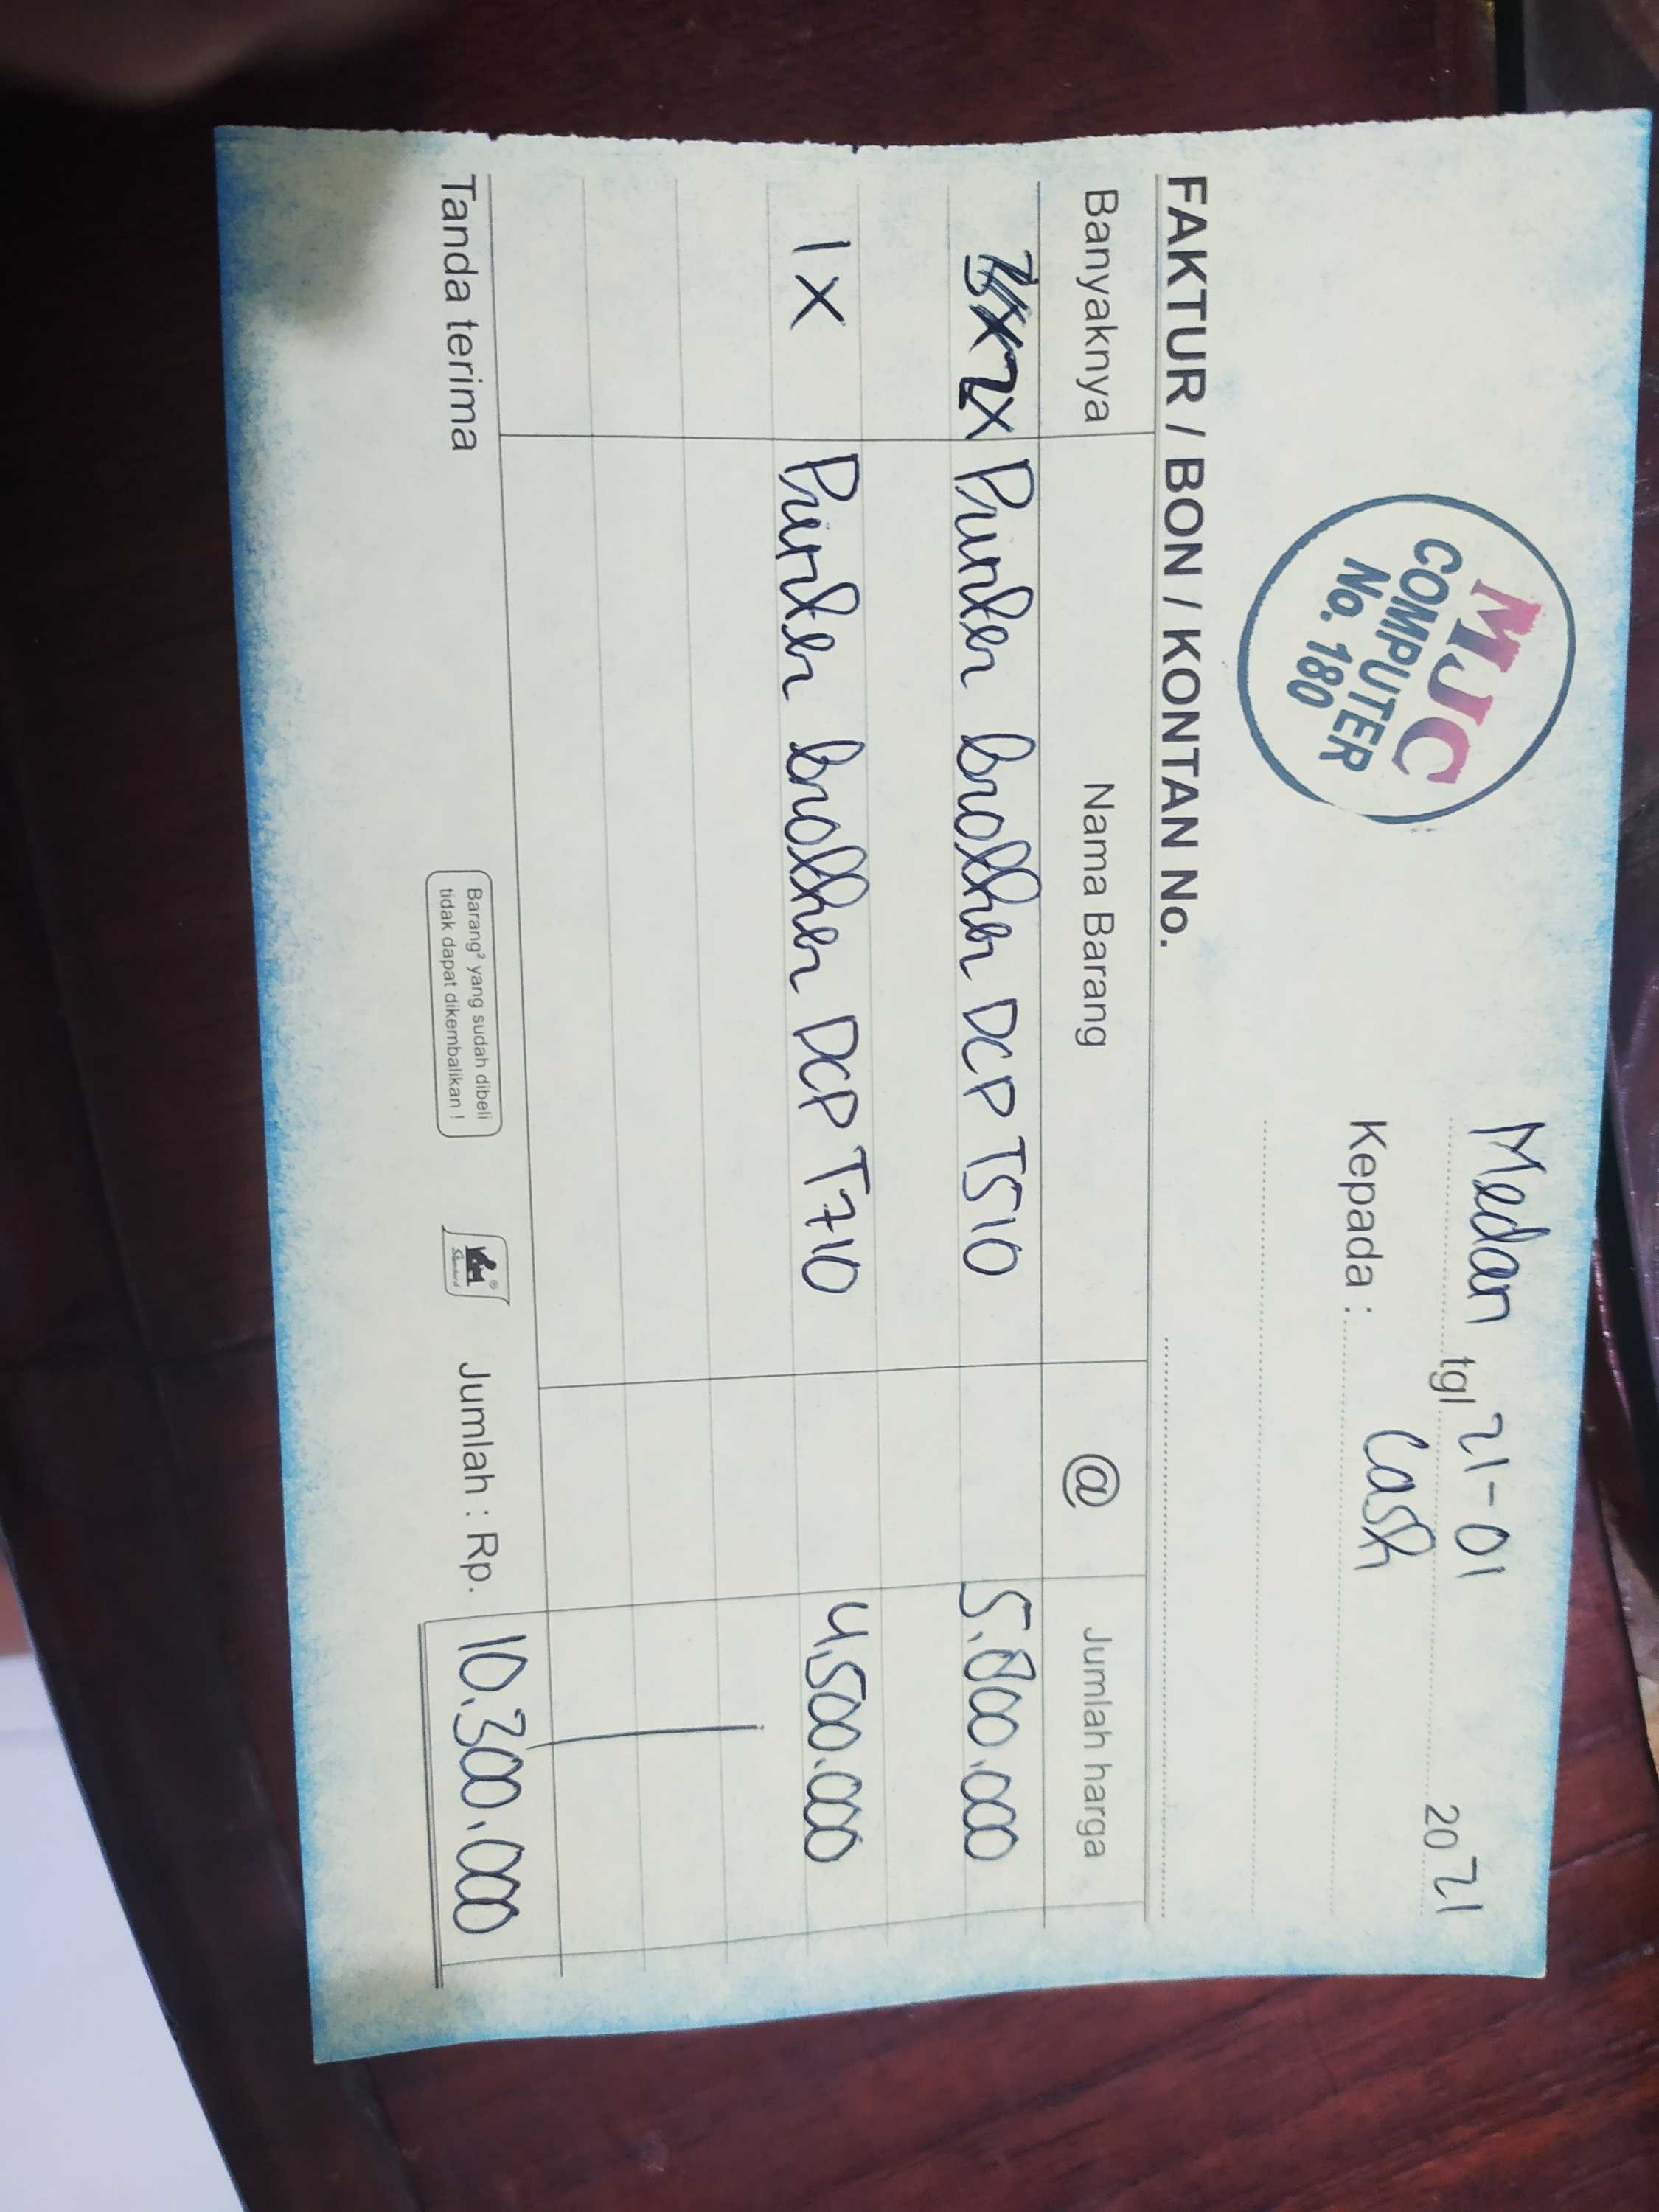 MJC
COMPUTER
No. 180
Medan tgl 21-01 2021
Kepada : Cash
FAKTUR / BON / KONTAN No.
Banyaknya Nama Barang @ Jumlah harga
2X Printer brother DCP T510 5.800.000
1 X Printer brother DCP T710 4.500.000
Tanda terima
Barang² yang sudah dibeli
tidak dapat dikembalikan !
Jumlah : Rp. 10.300.000